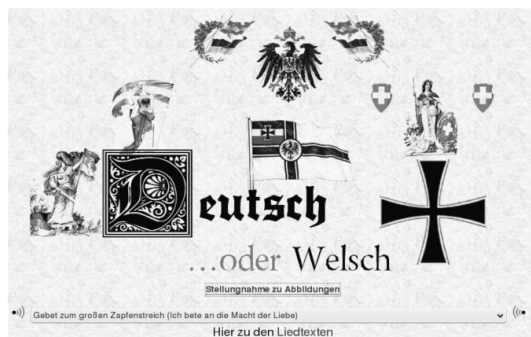 Deutsch
...oder Welsch
Stellungnahme zu Abbildungen
Gebet zum großen Zapfenstreich (Ich bete an die Macht der Liebe)
Hier zu den Liedtexten